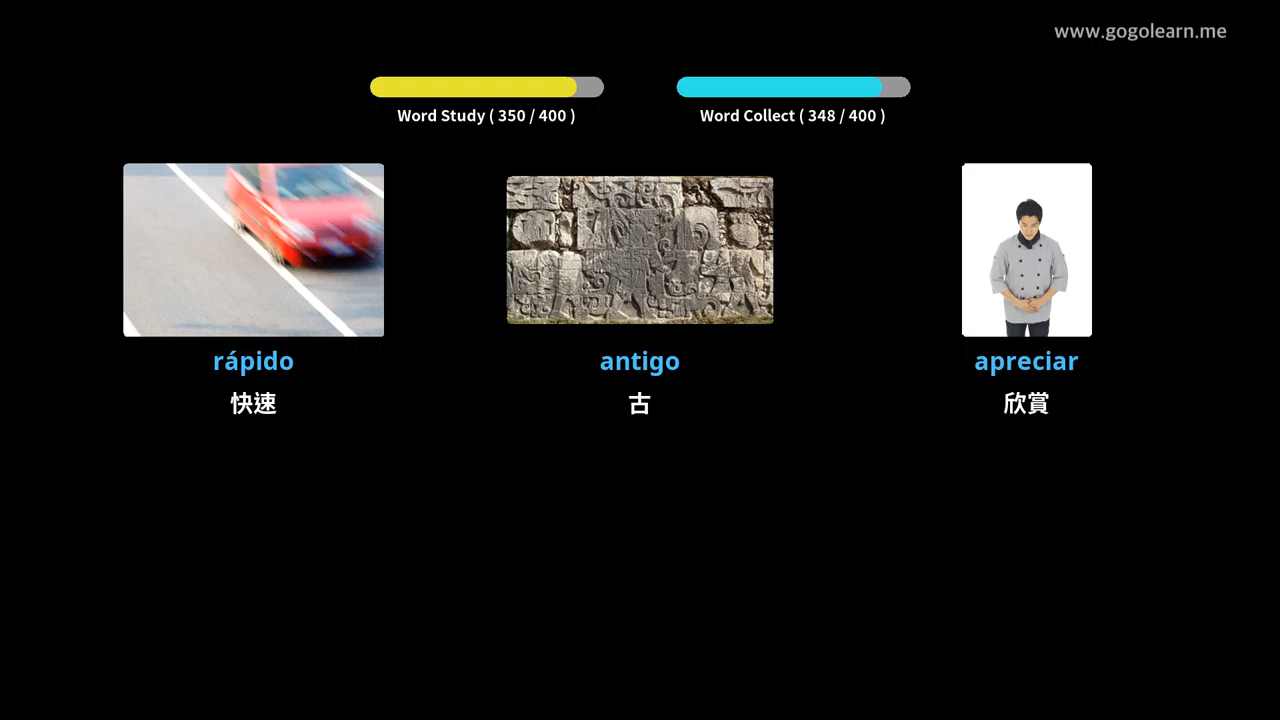 www.gogolearn.me
Word Study ( 350 / 400 )
Word Collect ( 348 / 400 )
rápido
antigo
apreciar
快速
古
欣賞